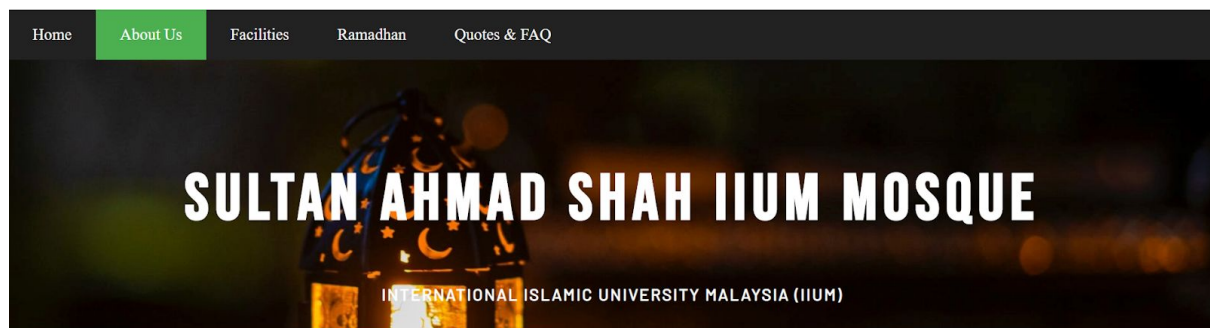 Home About Us Facilities Ramadhan Quotes & FAQ
SULTAN AHMAD SHAH IIUM MOSQUE
INTERNATIONAL ISLAMIC UNIVERSITY MALAYSIA (IIUM)